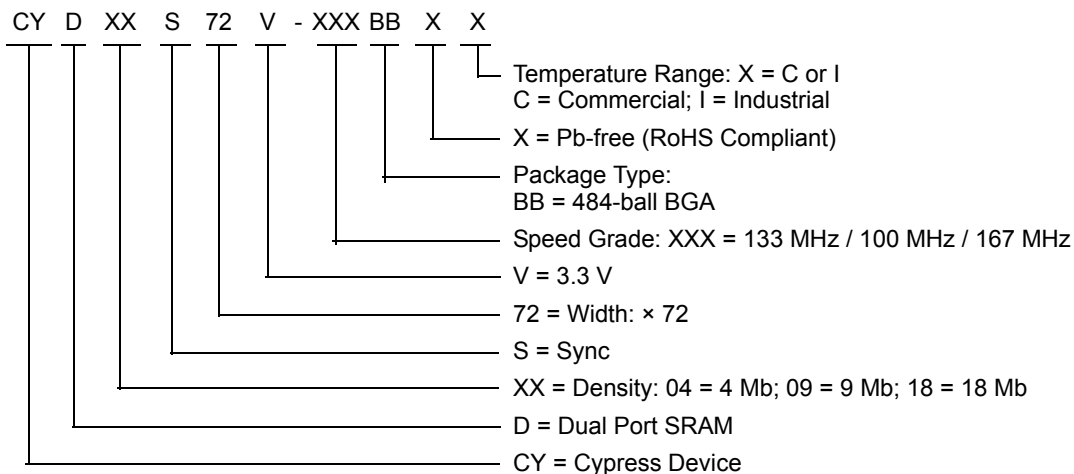 CY D XX S 72 V - XXX BB X X
Temperature Range: X = C or I
C = Commercial; I = Industrial
X = Pb-free (RoHS Compliant)
Package Type:
BB = 484-ball BGA
Speed Grade: XXX = 133 MHz / 100 MHz / 167 MHz
V = 3.3 V
72 = Width: × 72
S = Sync
XX = Density: 04 = 4 Mb; 09 = 9 Mb; 18 = 18 Mb
D = Dual Port SRAM
CY = Cypress Device